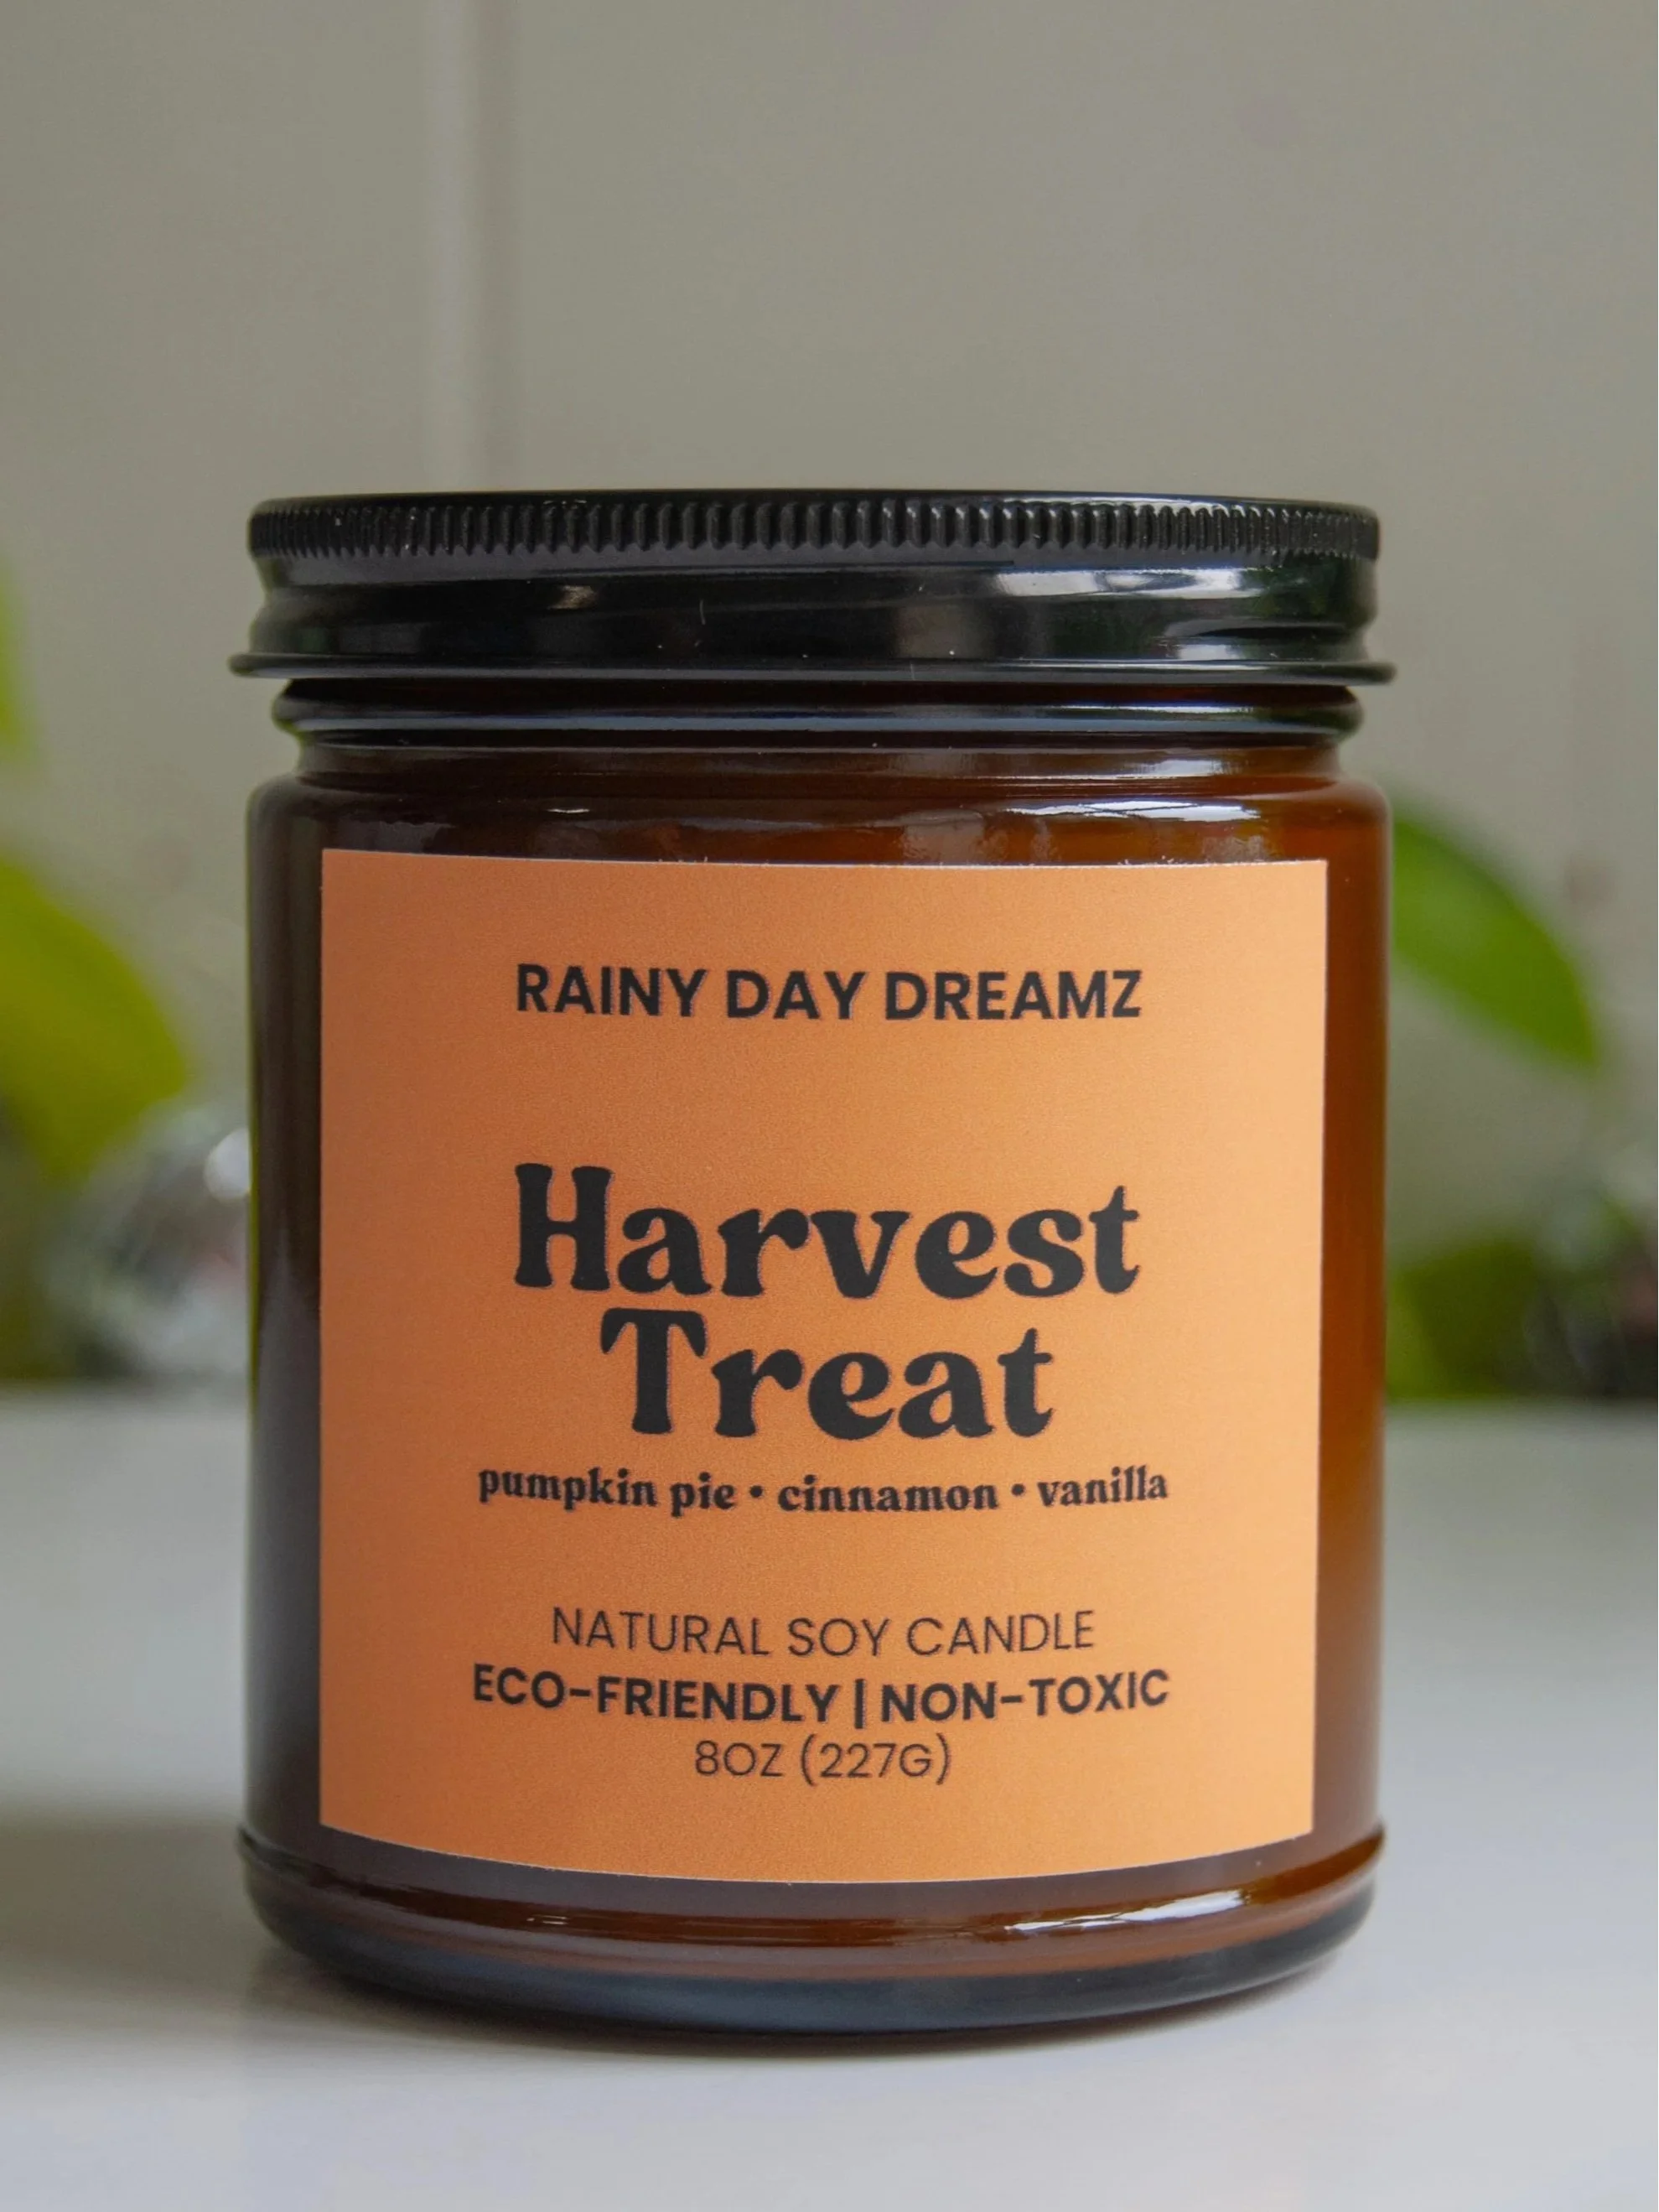 RAINY DAY DREAMZ
Harvest
Treat
pumpkin pie • cinnamon • vanilla
NATURAL SOY CANDLE
ECO-FRIENDLY | NON-TOXIC
8OZ (227G)